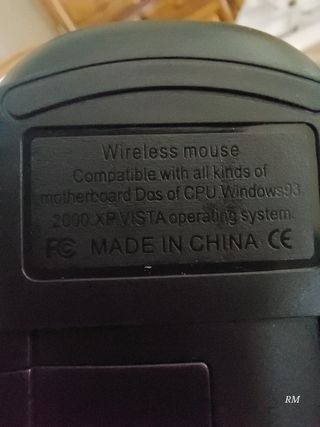 Wireless mouse
Compatible with all kinds of
motherboard Dos of CPU.Windows93.
2000.XP.VISTA operating system.
FC MADE IN CHINA CE
RM